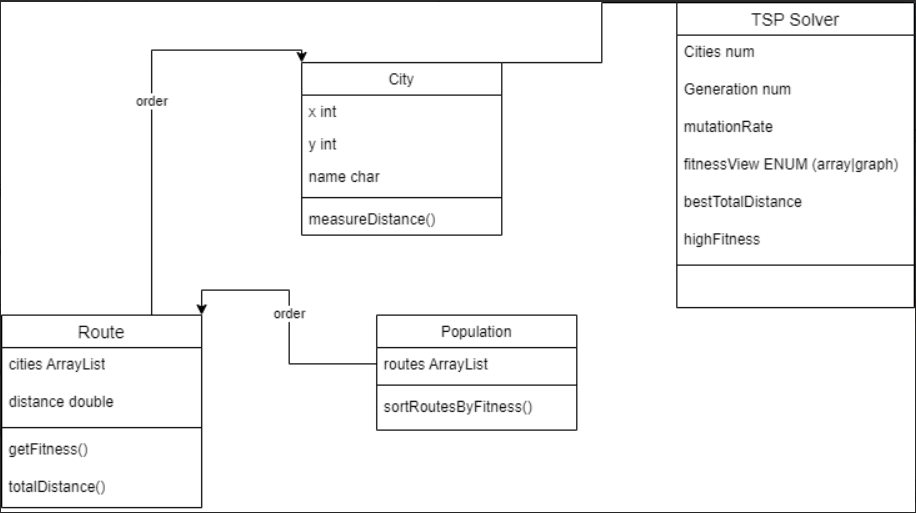 TSP Solver
Cities num
Generation num
mutationRate
fitnessView ENUM (array|graph)
bestTotalDistance
highFitness
order
City
x int
y int
name char
measureDistance()
order
Route
cities ArrayList
distance double
getFitness()
totalDistance()
Population
routes ArrayList
sortRoutesByFitness()